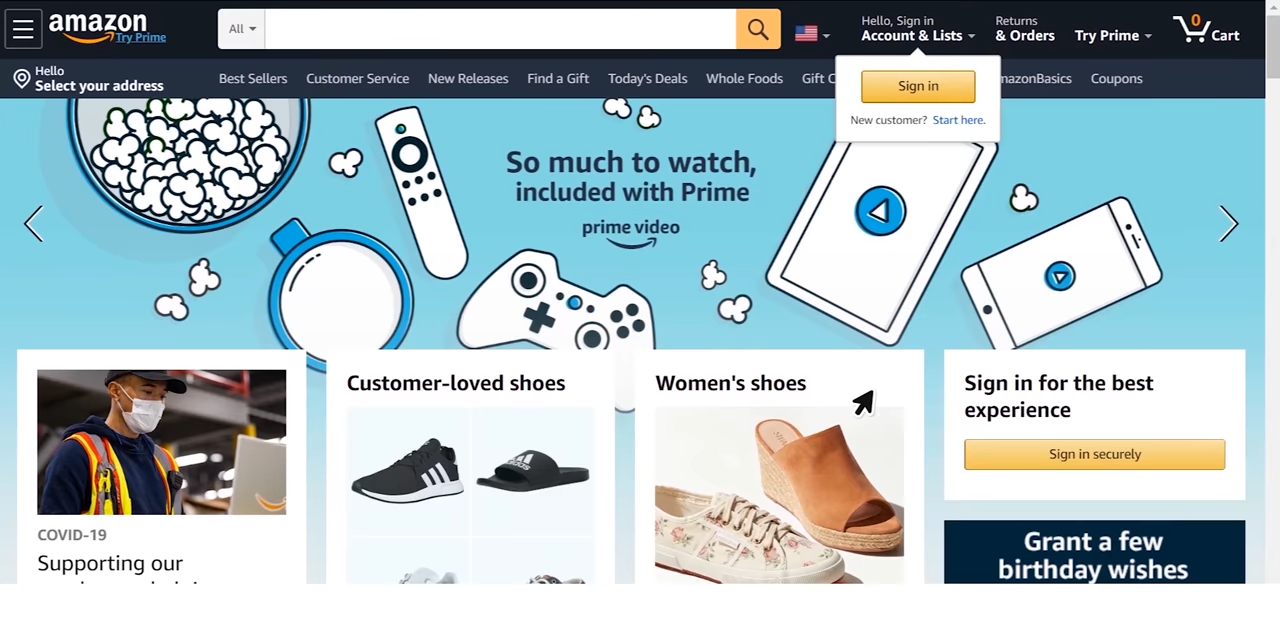 amazon
Try Prime
All
Hello, Sign in
Account & Lists
Returns
& Orders
Try Prime
0
Cart
Hello
Select your address
Best Sellers
Customer Service
New Releases
Find a Gift
Today's Deals
Whole Foods
Gift C
mazonBasics
Coupons
Sign in
New customer? Start here.
So much to watch,
included with Prime
prime video
Customer-loved shoes
Women's shoes
Sign in for the best
experience
Sign in securely
adidas
COVID-19
Supporting our
Grant a few
birthday wishes